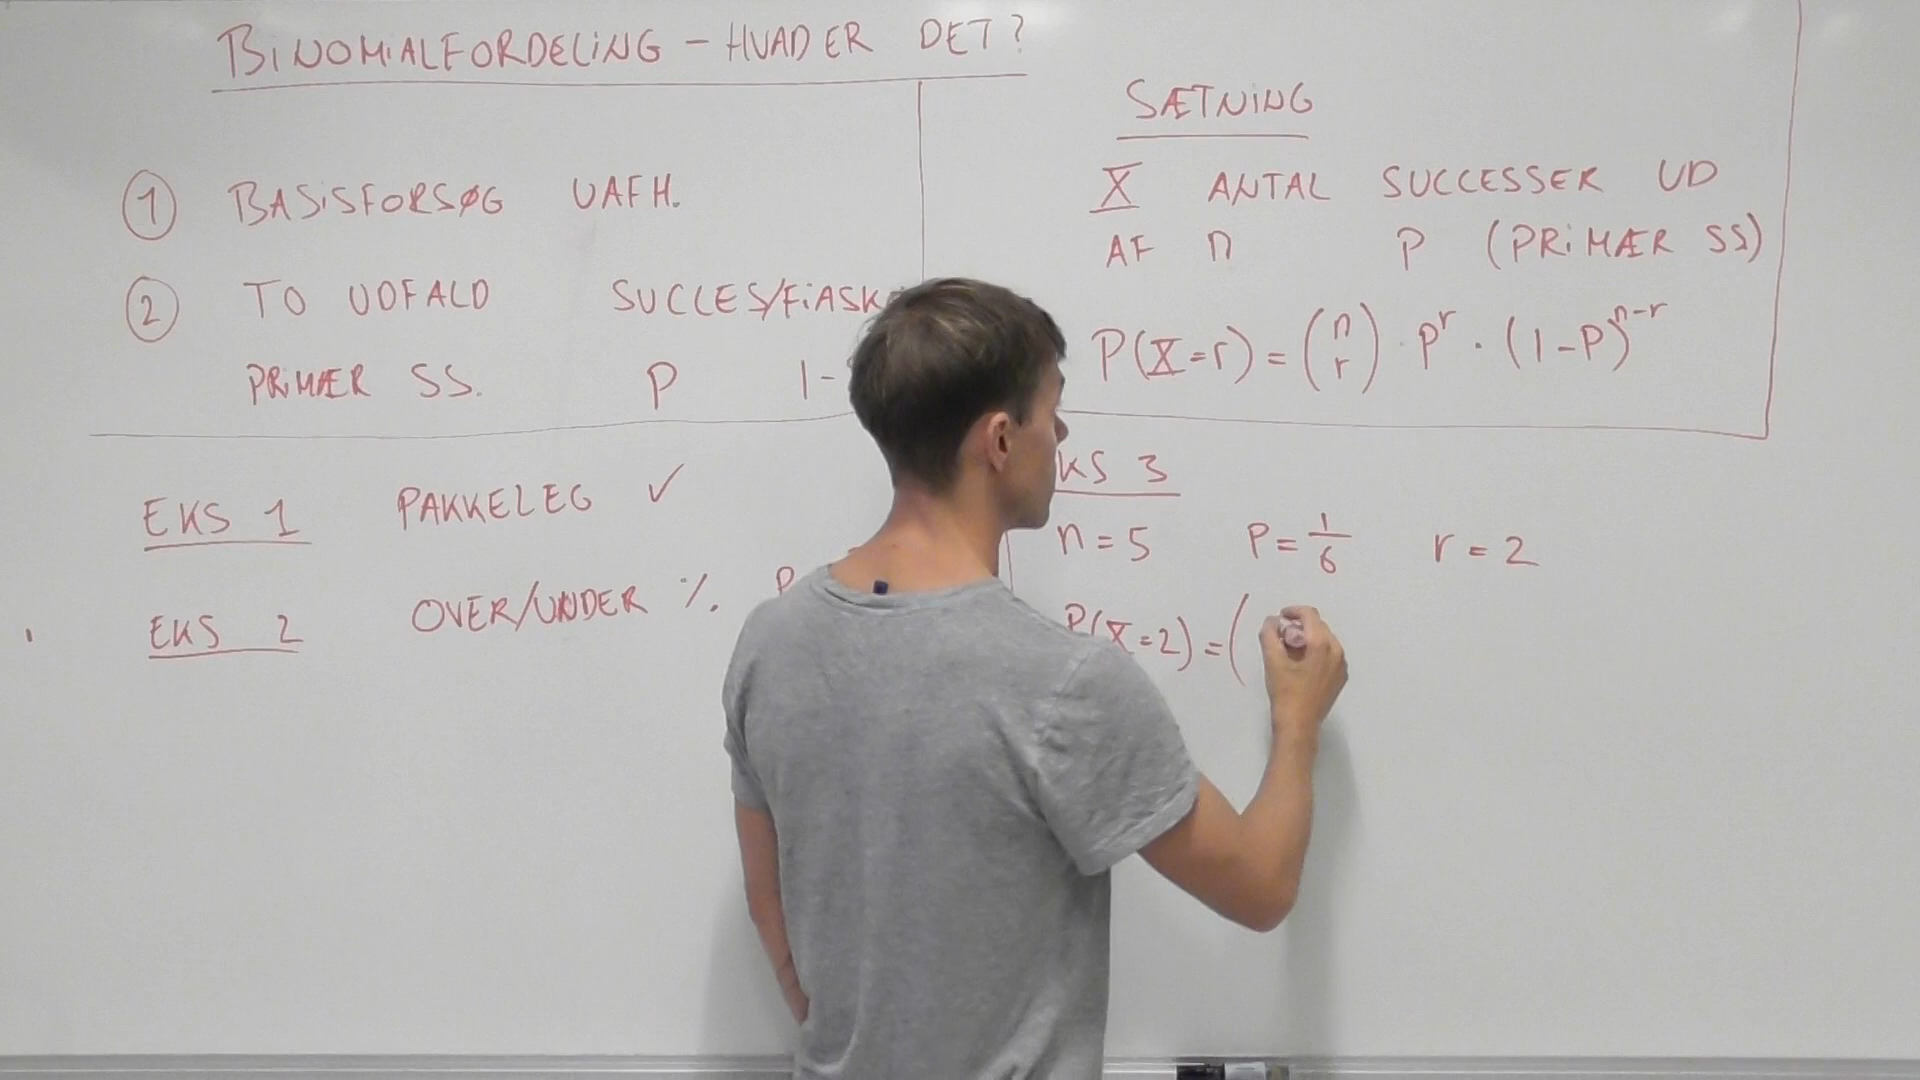 BINOMIALFORDELING – HVAD ER DET?
① BASISFORSØG UAFH.
② TO UDFALD SUCCES/FIASK
PRIMÆR SS. P 1-
SÆTNING
X ANTAL SUCCESSER UD
AF n P (PRIMÆR SS)
P(X=r) = (n r) · p^r · (1-P)^n-r
EKS 1 PAKKELEG ✓
EKS 2 OVER/UNDER %. P
KS 3
n = 5 P = 1/6 r = 2
P(X=2) = (